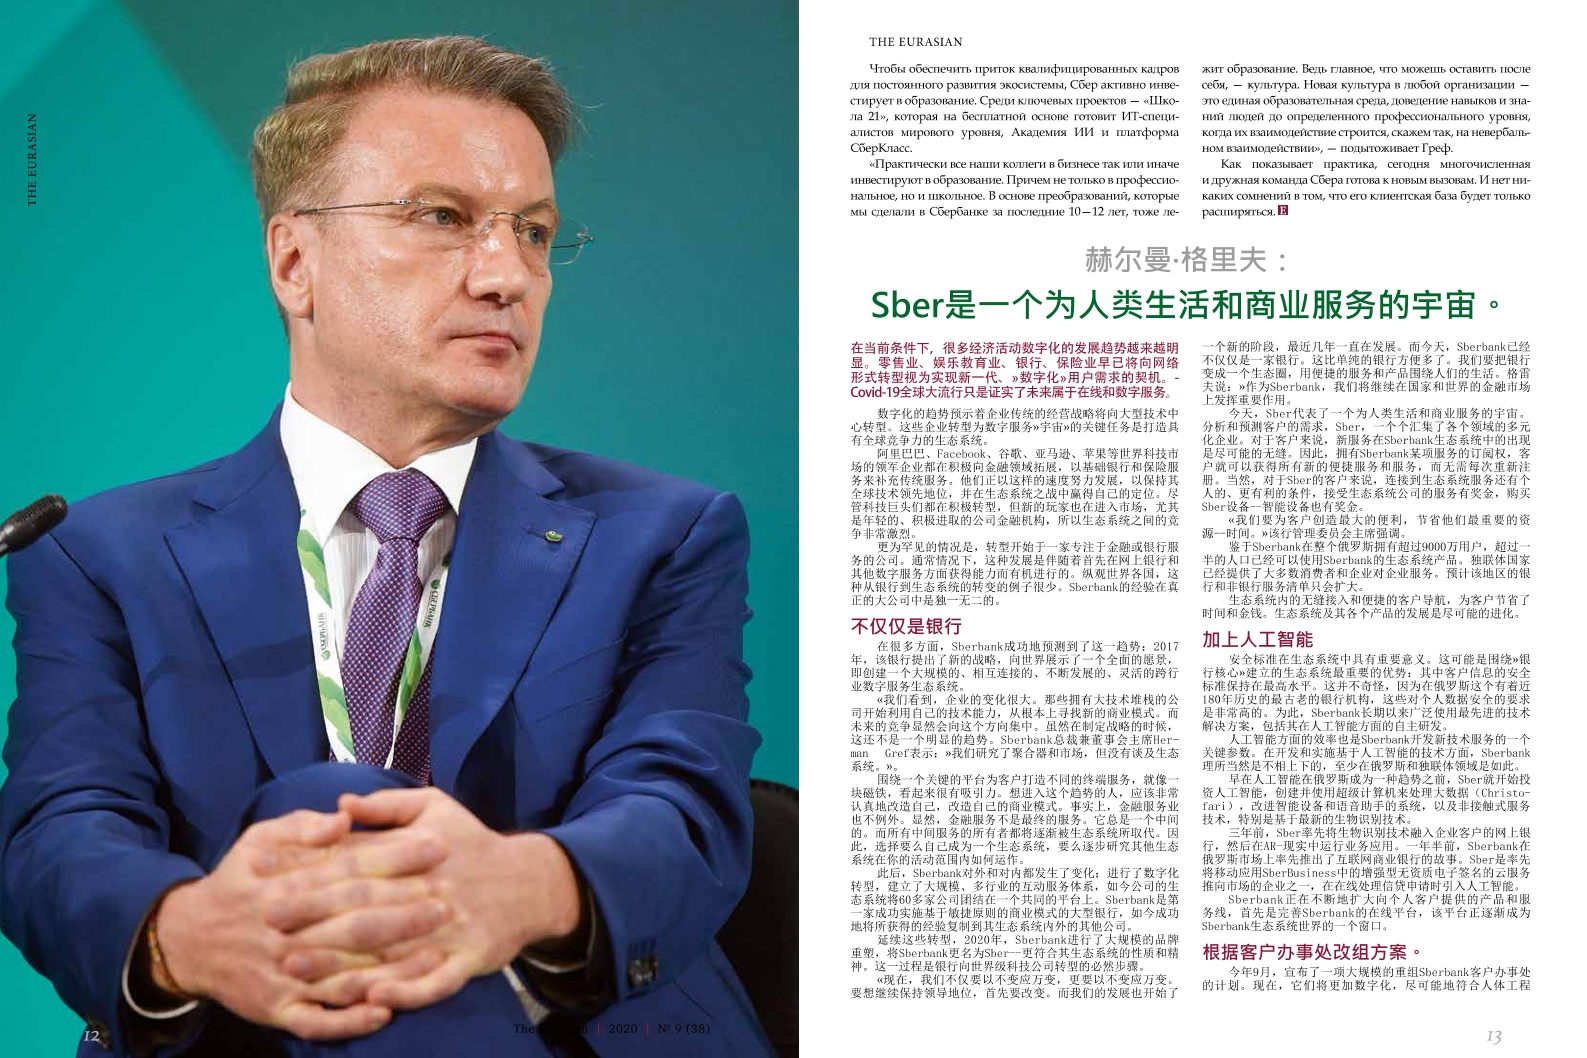 THE EURASIAN
12
The
2020
№ 9 (38)
THE EURASIAN
Чтобы обеспечить приток квалифицированных кадров
для постоянного развития экосистемы, Сбер активно инве-
стирует в образование. Среди ключевых проектов — «Шко-
ла 21», которая на бесплатной основе готовит ИТ-специ-
алистов мирового уровня, Академия ИИ и платформа
СберКласс.
«Практически все наши коллеги в бизнесе так или иначе
инвестируют в образование. Причем не только в профессио-
нальное, но и школьное. В основе преобразований, которые
мы сделали в Сбербанке за последние 10—12 лет, тоже ле-
жит образование. Ведь главное, что можешь оставить после
себя, — культура. Новая культура в любой организации —
это единая образовательная среда, доведение навыков и зна-
ний людей до определенного профессионального уровня,
когда их взаимодействие строится, скажем так, на невербаль-
ном взаимодействии», — подытоживает Греф.
Как показывает практика, сегодня многочисленная
и дружная команда Сбера готова к новым вызовам. И нет ни-
каких сомнений в том, что его клиентская база будет только
расширяться. E
赫尔曼·格里夫：
Sber是一个为人类生活和商业服务的宇宙。
在当前条件下，很多经济活动数字化的发展趋势越来越明
显。零售业、娱乐教育业、银行、保险业早已将向网络
形式转型视为实现新一代、»数字化»用户需求的契机。-
Covid-19全球大流行只是证实了未来属于在线和数字服务。
数字化的趋势预示着企业传统的经营战略将向大型技术中
心转型。这些企业转型为数字服务»宇宙»的关键任务是打造具
有全球竞争力的生态系统。
阿里巴巴、Facebook、谷歌、亚马逊、苹果等世界科技市
场的领军企业都在积极向金融领域拓展，以基础银行和保险服
务来补充传统服务。他们正以这样的速度努力发展，以保持其
全球技术领先地位，并在生态系统之战中赢得自己的定位。尽
管科技巨头们都在积极转型，但新的玩家也在进入市场，尤其
是年轻的、积极进取的公司金融机构，所以生态系统之间的竞
争非常激烈。
更为罕见的情况是，转型开始于一家专注于金融或银行服
务的公司。通常情况下，这种发展是伴随着首先在网上银行和
其他数字服务方面获得能力而有机进行的。纵观世界各国，这
种从银行到生态系统的转变的例子很少。Sberbank的经验在真
正的大公司中是独一无二的。
不仅仅是银行
在很多方面，Sberbank成功地预测到了这一趋势：2017
年，该银行提出了新的战略，向世界展示了一个全面的愿景，
即创建一个大规模的、相互连接的、不断发展的、灵活的跨行
业数字服务生态系统。
«我们看到，企业的变化很大。那些拥有大技术堆栈的公
司开始利用自己的技术能力，从根本上寻找新的商业模式。而
未来的竞争显然会向这个方向集中。虽然在制定战略的时候，
这还不是一个明显的趋势。Sberbank总裁兼董事会主席Her-
man Gref表示：»我们研究了聚合器和市场，但没有谈及生态
系统。»。
围绕一个关键的平台为客户打造不同的终端服务，就像一
块磁铁，看起来很有吸引力。想进入这个趋势的人，应该非常
认真地改造自己，改造自己的商业模式。事实上，金融服务业
也不例外。显然，金融服务不是最终的服务。它总是一个中间
的。而所有中间服务的所有者都将逐渐被生态系统所取代。因
此，选择要么自己成为一个生态系统，要么逐步研究其他生态
系统在你的活动范围内如何运作。
此后，Sberbank对外和对内都发生了变化：进行了数字化
转型，建立了大规模、多行业的互动服务体系，如今公司的生
态系统将60多家公司团结在一个共同的平台上。Sberbank是第
一家成功实施基于敏捷原则的商业模式的大型银行，如今成功
地将所获得的经验复制到其生态系统内外的其他公司。
延续这些转型，2020年，Sberbank进行了大规模的品牌
重塑，将Sberbank更名为Sber--更符合其生态系统的性质和精
神。这一过程是银行向世界级科技公司转型的必然步骤。
«现在，我们不仅要以不变应万变，更要以不变应万变。
要想继续保持领导地位，首先要改变。而我们的发展也开始了
一个新的阶段，最近几年一直在发展。而今天，Sberbank已经
不仅仅是一家银行。这比单纯的银行方便多了。我们要把银行
变成一个生态圈，用便捷的服务和产品围绕人们的生活。格雷
夫说：»作为Sberbank，我们将继续在国家和世界的金融市场
上发挥重要作用。
今天，Sber代表了一个为人类生活和商业服务的宇宙。
分析和预测客户的需求，Sber，一个个汇集了各个领域的多元
化企业。对于客户来说，新服务在Sberbank生态系统中的出现
是尽可能的无缝。因此，拥有Sberbank某项服务的订阅权，客
户就可以获得所有新的便捷服务和服务，而无需每次重新注
册。当然，对于Sber的客户来说，连接到生态系统服务还有个
人的、更有利的条件，接受生态系统公司的服务有奖金，购买
Sber设备--智能设备也有奖金。
«我们要为客户创造最大的便利，节省他们最重要的资
源--时间。»该行管理委员会主席强调。
鉴于Sberbank在整个俄罗斯拥有超过9000万用户，超过一
半的人口已经可以使用Sberbank的生态系统产品。独联体国家
已经提供了大多数消费者和企业对企业服务。预计该地区的银
行和非银行服务清单只会扩大。
生态系统内的无缝接入和便捷的客户导航，为客户节省了
时间和金钱。生态系统及其各个产品的发展是尽可能的进化。
加上人工智能
安全标准在生态系统中具有重要意义。这可能是围绕»银
行核心»建立的生态系统最重要的优势：其中客户信息的安全
标准保持在最高水平。这并不奇怪，因为在俄罗斯这个有着近
180年历史的最古老的银行机构，这些对个人数据安全的要求
是非常高的。为此，Sberbank长期以来广泛使用最先进的技术
解决方案，包括其在人工智能方面的自主研发。
人工智能方面的效率也是Sberbank开发新技术服务的一个
关键参数。在开发和实施基于人工智能的技术方面，Sberbank
理所当然是不相上下的，至少在俄罗斯和独联体领域是如此。
早在人工智能在俄罗斯成为一种趋势之前，Sber就开始投
资人工智能，创建并使用超级计算机来处理大数据（Christo-
fari），改进智能设备和语音助手的系统，以及非接触式服务
技术，特别是基于最新的生物识别技术。
三年前，Sber率先将生物识别技术融入企业客户的网上银
行，然后在AR-现实中运行业务应用。一年半前，Sberbank在
俄罗斯市场上率先推出了互联网商业银行的故事。Sber是率先
将移动应用SberBusiness中的增强型无资质电子签名的云服务
推向市场的企业之一，在在线处理信贷申请时引入人工智能。
Sberbank正在不断地扩大向个人客户提供的产品和服
务线，首先是完善Sberbank的在线平台，该平台正逐渐成为
Sberbank生态系统世界的一个窗口。
根据客户办事处改组方案。
今年9月，宣布了一项大规模的重组Sberbank客户办事处
的计划。现在，它们将更加数字化，尽可能地符合人体工程
13